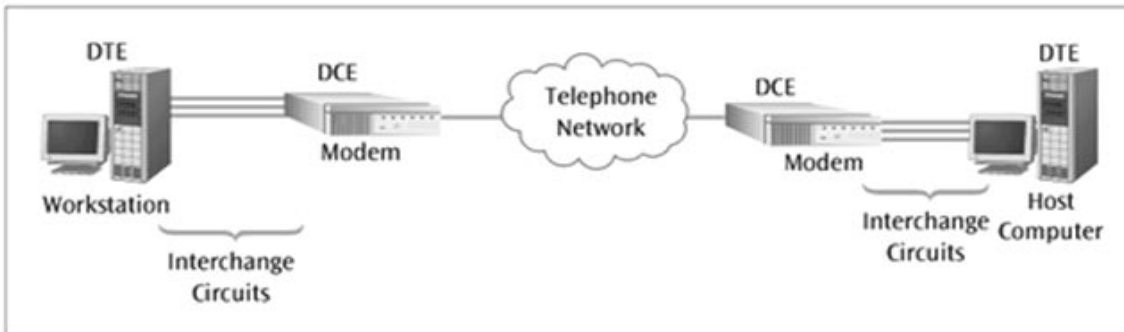 DTE
DCE
Telephone
Network
DCE
DTE
Modem
Modem
Workstation
Host
Computer
Interchange
Circuits
Interchange
Circuits